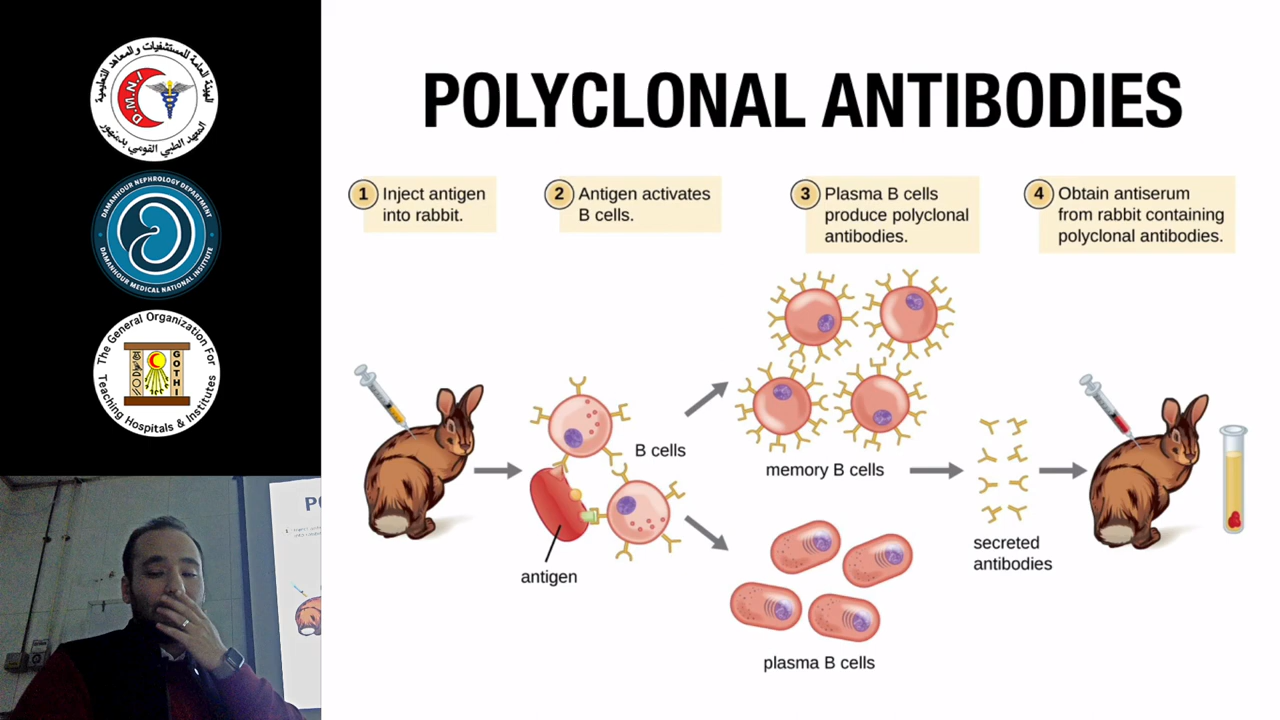 الهيئة العامة للمستشفيات والمعاهد التعليمية
D.M.N.I
المعهد الطبي القومي بدمنهور
DAMANHOUR NEPHROLOGY DEPARTMENT
DAMANHOUR MEDICAL NATIONAL INSTITUTE
The General Organization For
GOTHI
Teaching Hospitals & Institutes
POLYCLONAL ANTIBODIES
1 Inject antigen
into rabbit.
2 Antigen activates
B cells.
3 Plasma B cells
produce polyclonal
antibodies.
4 Obtain antiserum
from rabbit containing
polyclonal antibodies.
B cells
antigen
memory B cells
plasma B cells
secreted
antibodies
PO